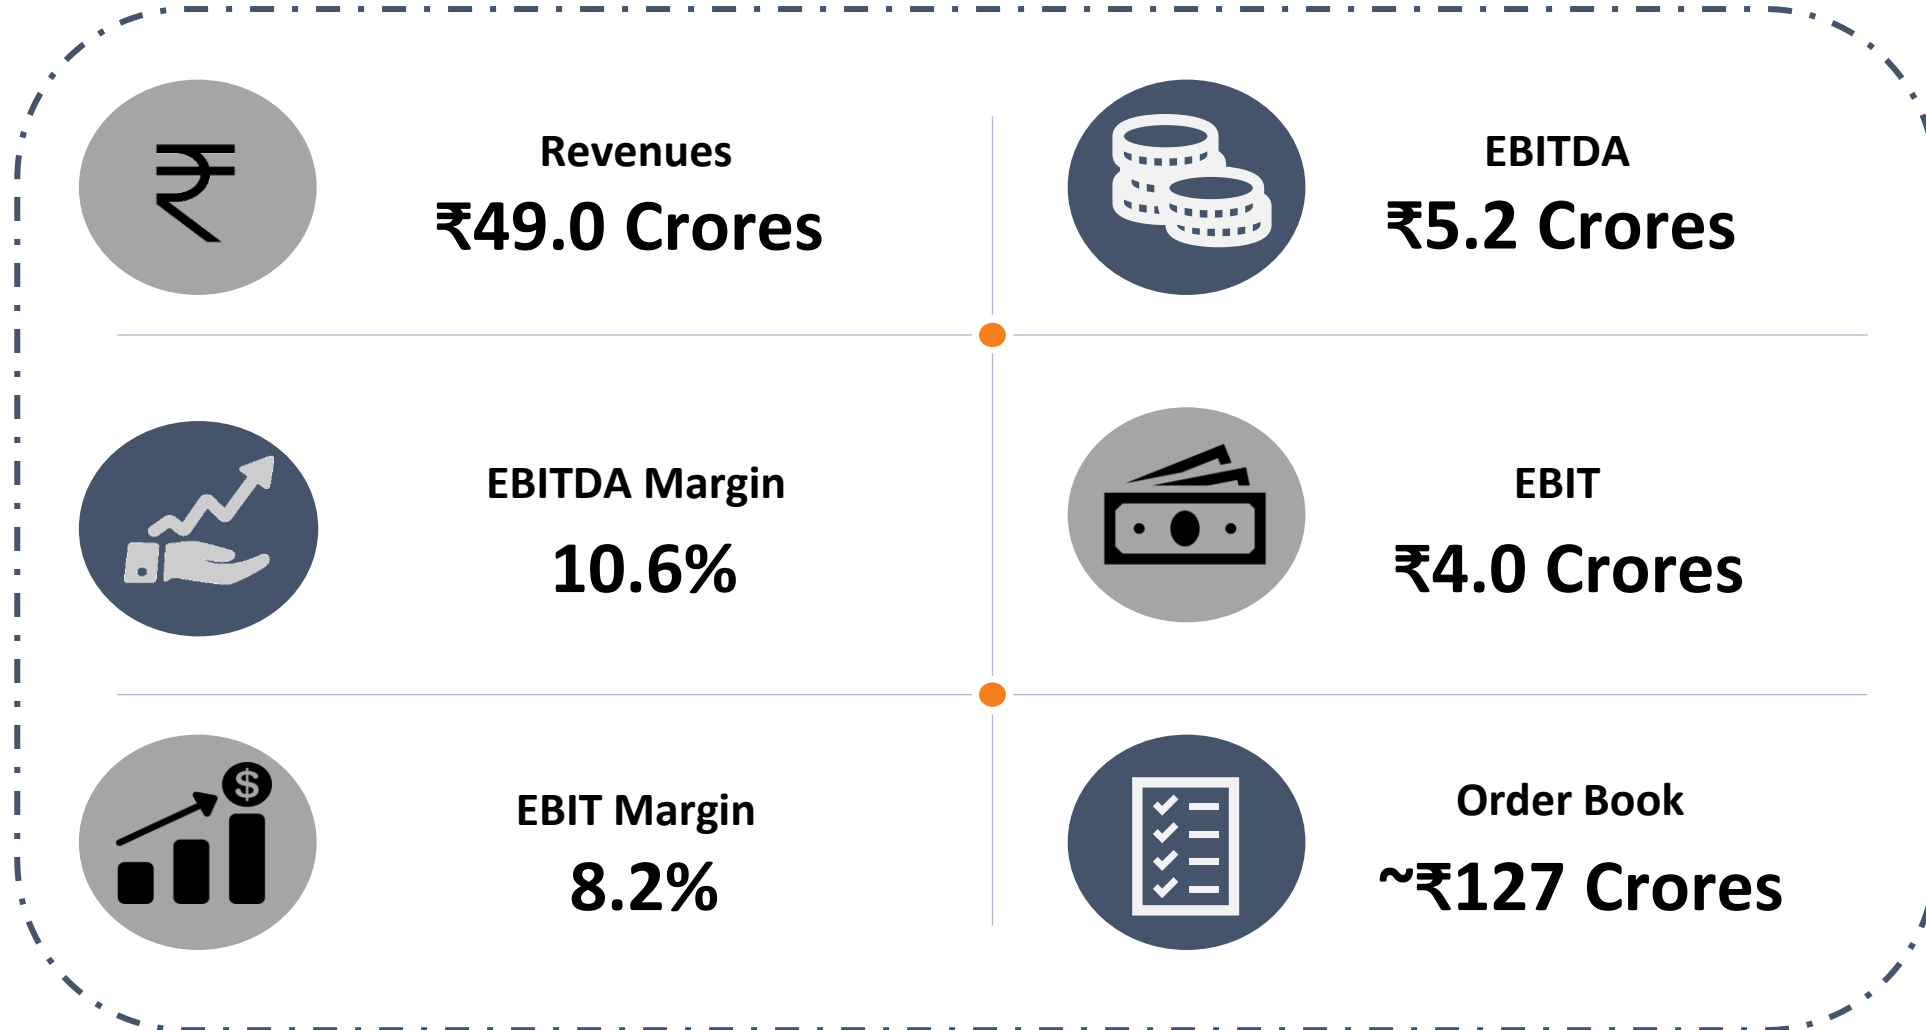 ₹
Revenues
₹49.0 Crores
EBITDA
₹5.2 Crores
EBITDA Margin
10.6%
EBIT
₹4.0 Crores
$
EBIT Margin
8.2%
Order Book
~₹127 Crores